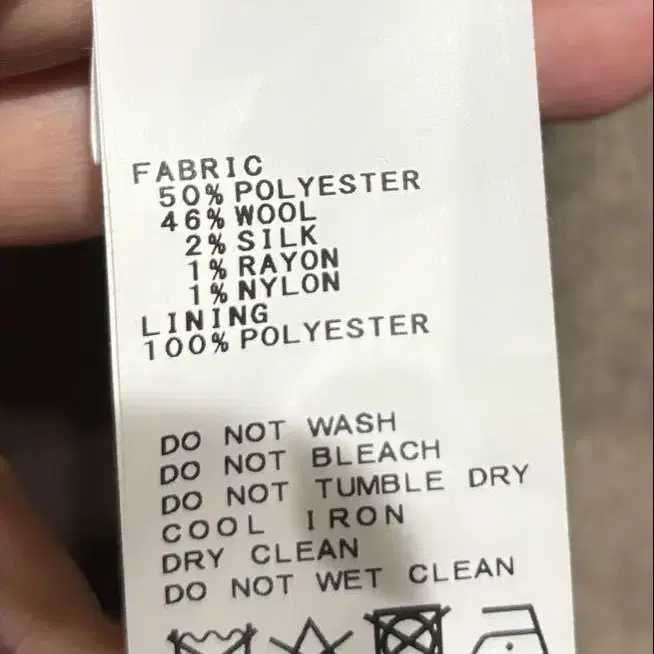 FABRIC
50% POLYESTER
46% WOOL
2% SILK
1% RAYON
1% NYLON
LINING
100% POLYESTER
DO NOT WASH
DO NOT BLEACH
DO NOT TUMBLE DRY
COOL IRON
DRY CLEAN
DO NOT WET CLEAN